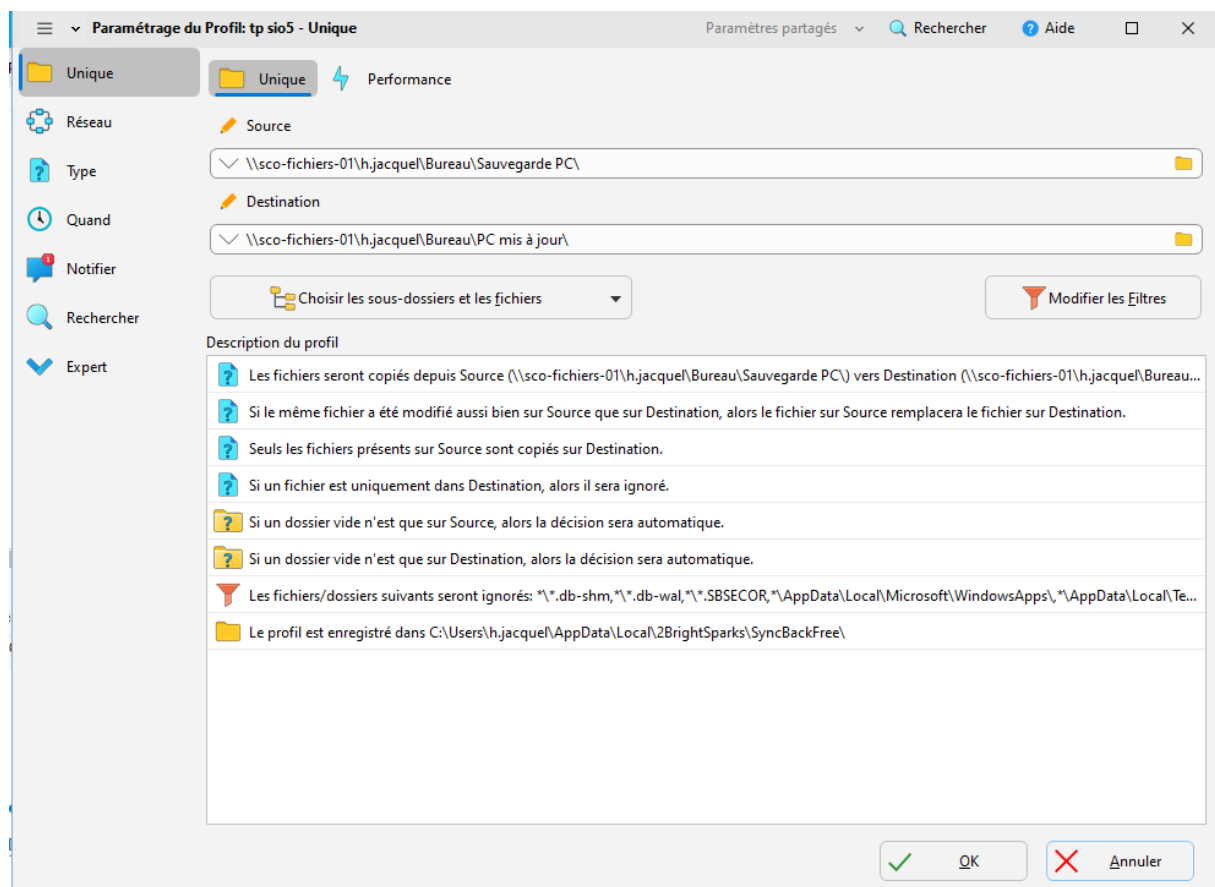 Paramétrage du Profil: tp sio5 - Unique
Paramètres partagés
Rechercher
Aide
Unique
Réseau
Type
Quand
Notifier
1
Rechercher
Expert
Unique
Performance
Source
\\sco-fichiers-01\h.jacquel\Bureau\Sauvegarde PC\
Destination
\\sco-fichiers-01\h.jacquel\Bureau\PC mis à jour\
Choisir les sous-dossiers et les fichiers
Modifier les Filtres
Description du profil
Les fichiers seront copiés depuis Source (\\sco-fichiers-01\h.jacquel\Bureau\Sauvegarde PC\) vers Destination (\\sco-fichiers-01\h.jacquel\Bureau...
Si le même fichier a été modifié aussi bien sur Source que sur Destination, alors le fichier sur Source remplacera le fichier sur Destination.
Seuls les fichiers présents sur Source sont copiés sur Destination.
Si un fichier est uniquement dans Destination, alors il sera ignoré.
Si un dossier vide n'est que sur Source, alors la décision sera automatique.
Si un dossier vide n'est que sur Destination, alors la décision sera automatique.
Les fichiers/dossiers suivants seront ignorés: *\*.db-shm,*\*.db-wal,*\*.SBSECOR,*\AppData\Local\Microsoft\WindowsApps\,*\AppData\Local\Te...
Le profil est enregistré dans C:\Users\h.jacquel\AppData\Local\2BrightSparks\SyncBackFree\
OK
Annuler